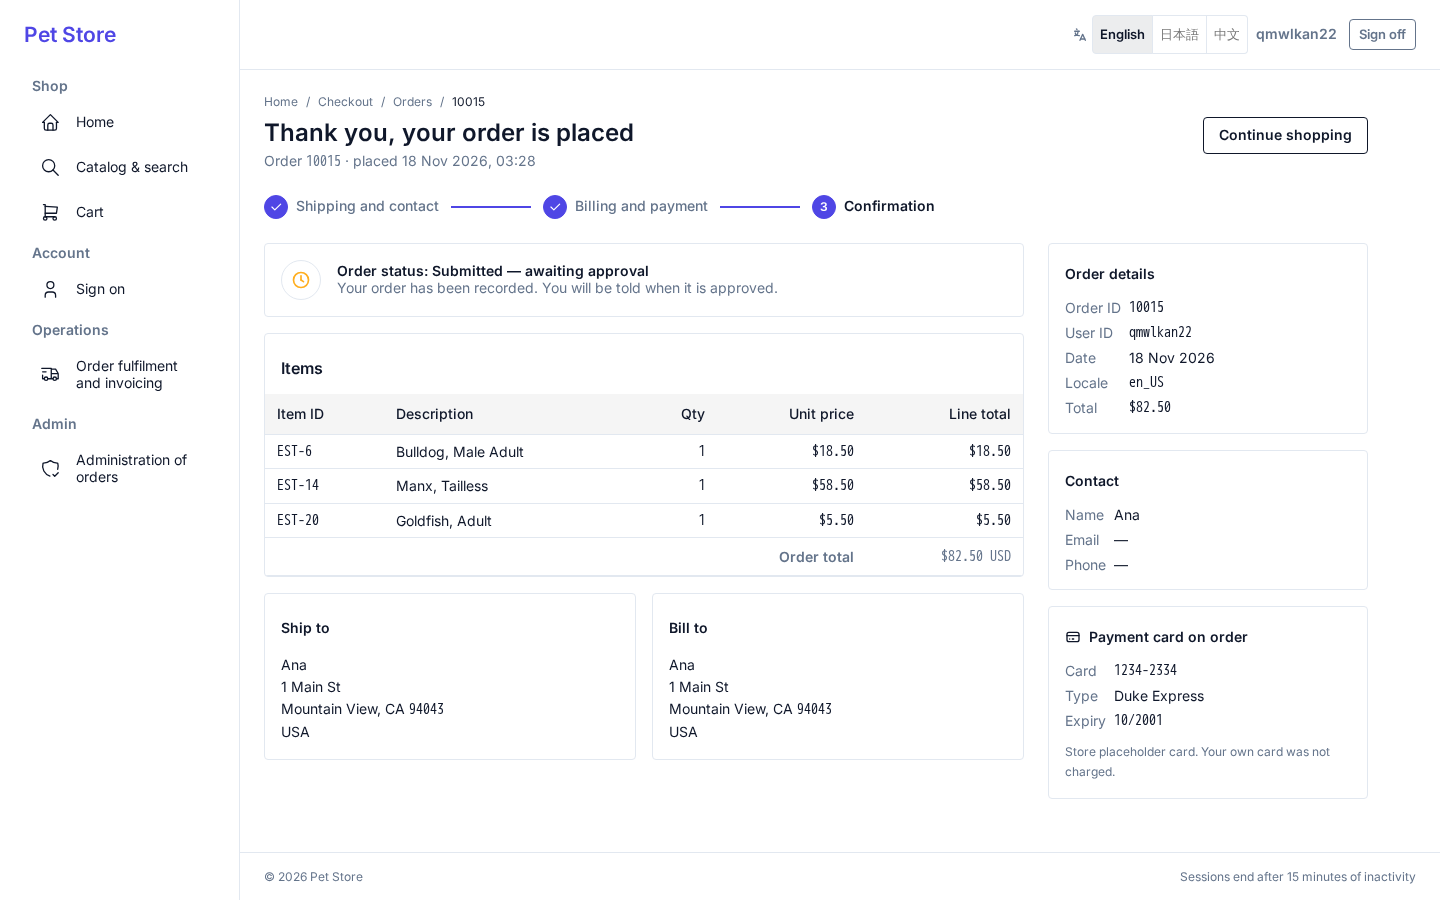 Pet Store
English 日本語 中文 qmwlkan22 Sign off
Shop
Home
Catalog & search
Cart
Account
Sign on
Operations
Order fulfilment
and invoicing
Admin
Administration of
orders
Home / Checkout / Orders / 10015
Thank you, your order is placed
Continue shopping
Order 10015 · placed 18 Nov 2026, 03:28
Shipping and contact
Billing and payment
3 Confirmation
Order status: Submitted — awaiting approval
Your order has been recorded. You will be told when it is approved.
Items
Item ID Description Qty Unit price Line total
EST-6 Bulldog, Male Adult 1 $18.50 $18.50
EST-14 Manx, Tailless 1 $58.50 $58.50
EST-20 Goldfish, Adult 1 $5.50 $5.50
Order total $82.50 USD
Ship to
Ana
1 Main St
Mountain View, CA 94043
USA
Bill to
Ana
1 Main St
Mountain View, CA 94043
USA
Order details
Order ID 10015
User ID qmwlkan22
Date 18 Nov 2026
Locale en_US
Total $82.50
Contact
Name Ana
Email —
Phone —
Payment card on order
Card 1234-2334
Type Duke Express
Expiry 10/2001
Store placeholder card. Your own card was not
charged.
© 2026 Pet Store
Sessions end after 15 minutes of inactivity